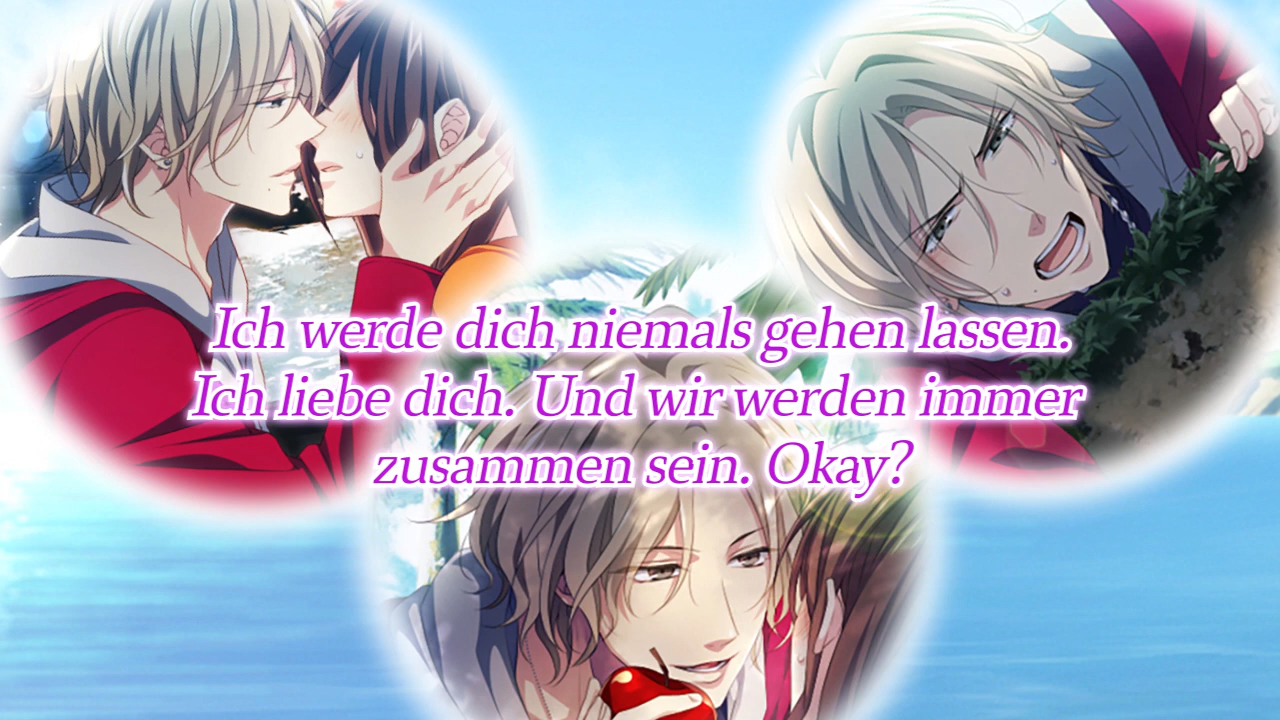 Ich werde dich niemals gehen lassen.
Ich liebe dich. Und wir werden immer
zusammen sein. Okay?